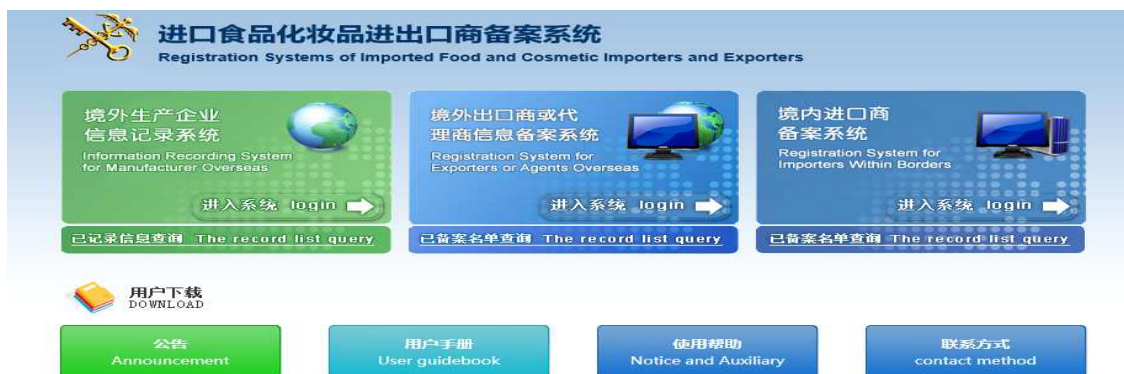 进口食品化妆品进出口商备案系统
Registration Systems of Imported Food and Cosmetic Importers and Exporters
境外生产企业
信息记录系统
Information Recording System
for Manufacturer Overseas
进入系统 login
已记录信息查询 The record list query
境外出口商或代
理商信息备案系统
Registration System for
Exporters or Agents Overseas
进入系统 login
已备案名单查询 The record list query
境内进口商
备案系统
Registration System for
Importers Within Borders
进入系统 login
已备案名单查询 The record list query
用户下载
DOWNLOAD
公告
Announcement
用户手册
User guidebook
使用帮助
Notice and Auxiliary
联系方式
contact method